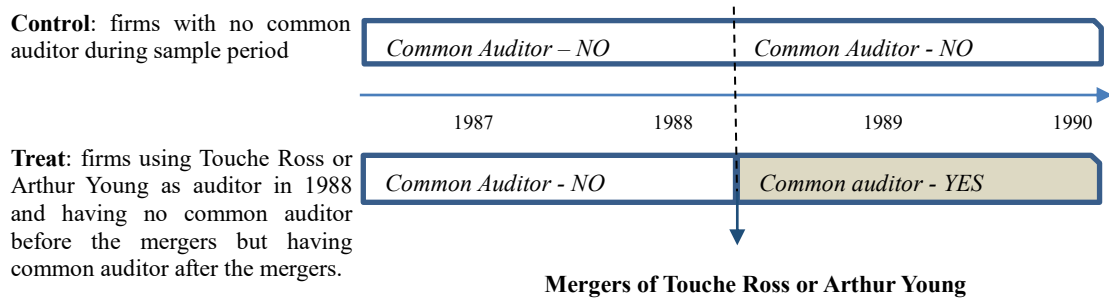 Control: firms with no common
auditor during sample period
Common Auditor – NO
Common Auditor - NO
1987
1988
1989
1990
Treat: firms using Touche Ross or
Arthur Young as auditor in 1988
and having no common auditor
before the mergers but having
common auditor after the mergers.
Common Auditor - NO
Common auditor - YES
Mergers of Touche Ross or Arthur Young